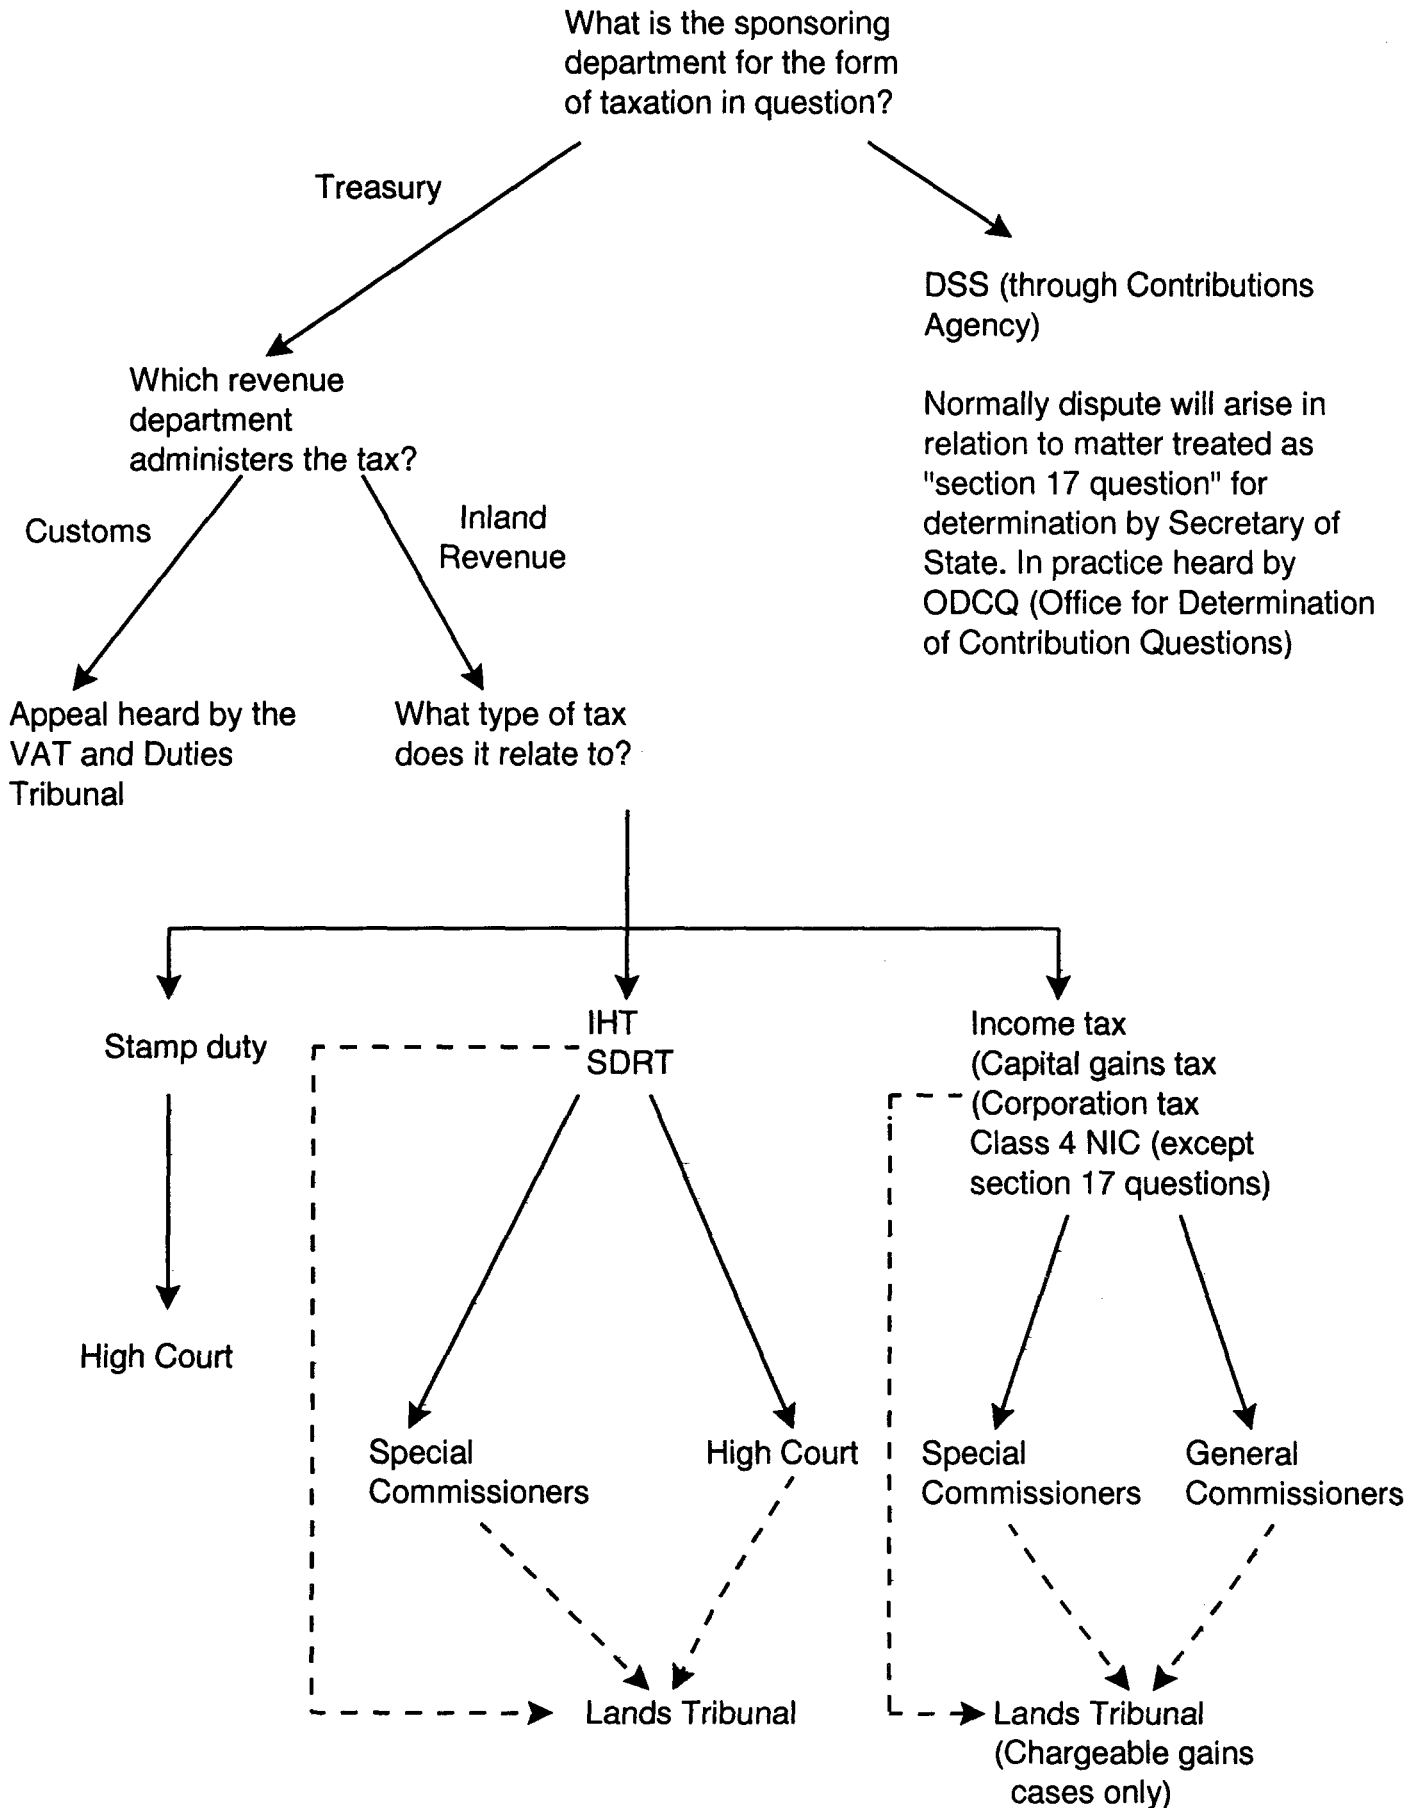 What is the sponsoring
department for the form
of taxation in question?
Treasury
DSS (through Contributions
Agency)
Normally dispute will arise in
relation to matter treated as
"section 17 question" for
determination by Secretary of
State. In practice heard by
ODCQ (Office for Determination
of Contribution Questions)
Which revenue
department
administers the tax?
Customs
Inland
Revenue
Appeal heard by the
VAT and Duties
Tribunal
What type of tax
does it relate to?
Stamp duty
High Court
IHT
SDRT
Special
Commissioners
High Court
Lands Tribunal
Income tax
(Capital gains tax
(Corporation tax
Class 4 NIC (except
section 17 questions)
Special
Commissioners
General
Commissioners
Lands Tribunal
(Chargeable gains
cases only)